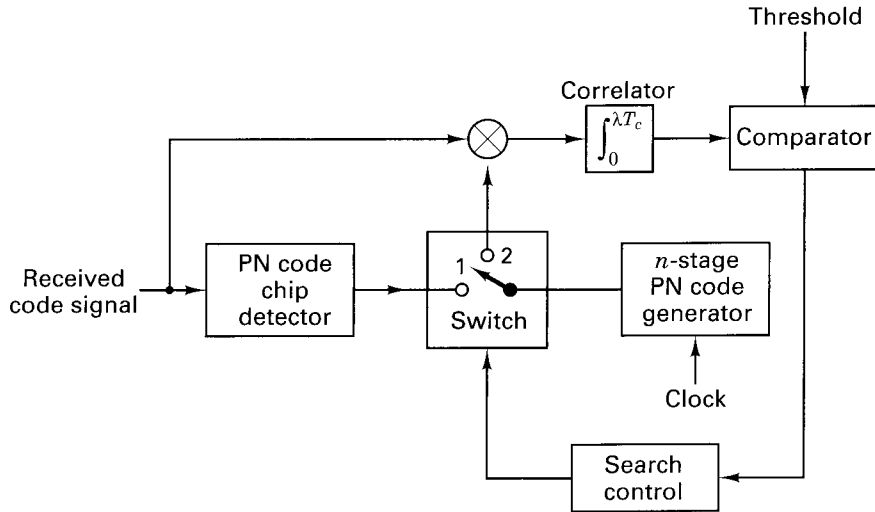 Threshold
Correlator
∫₀^{λT_c}
Comparator
Received
code signal
PN code
chip
detector
1
2
Switch
n-stage
PN code
generator
Clock
Search
control